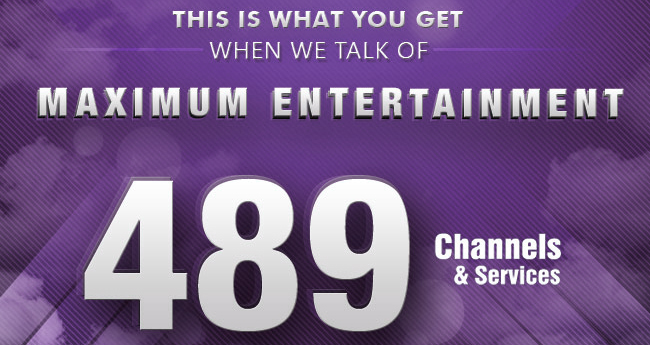 THIS IS WHAT YOU GET
WHEN WE TALK OF
MAXIMUM ENTERTAINMENT
489 Channels
& Services